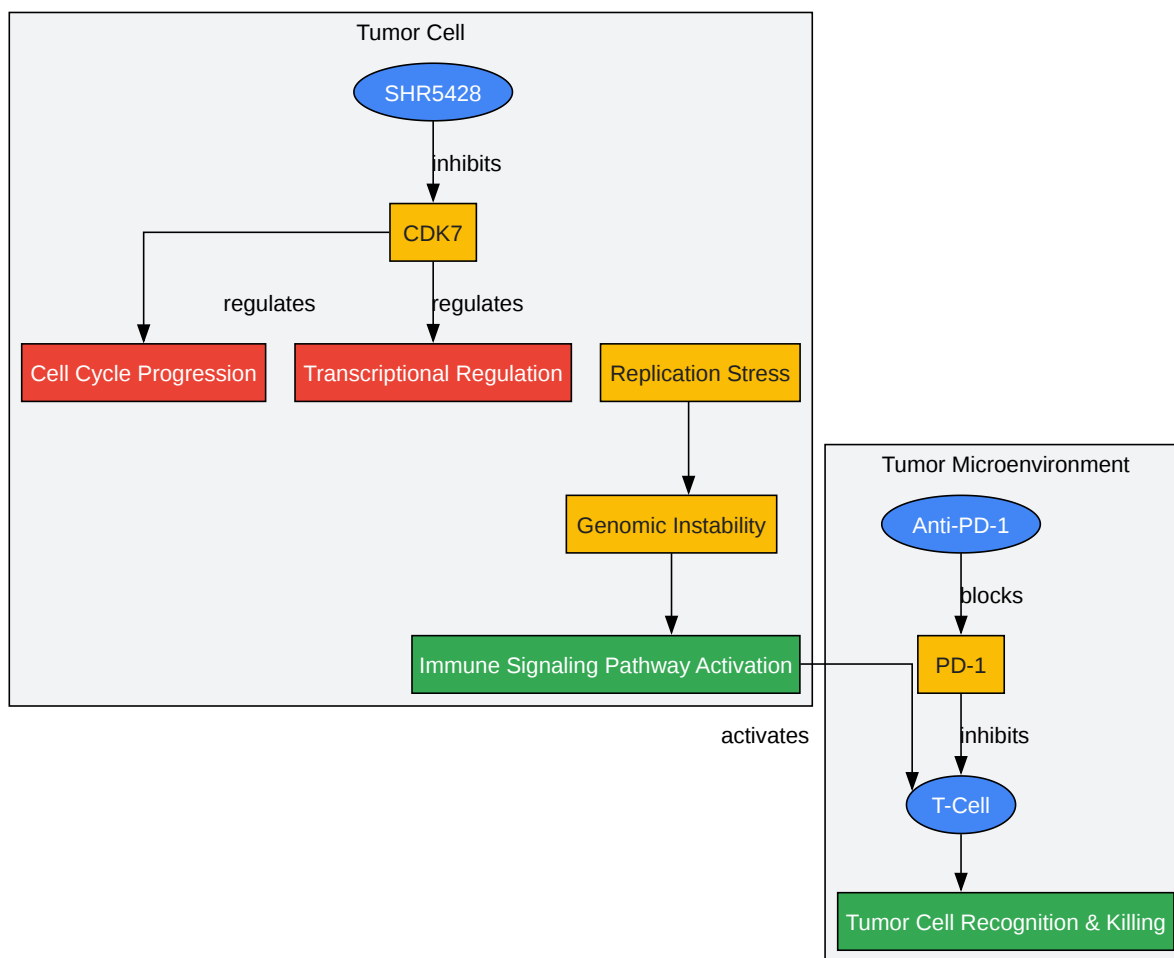 Tumor Cell
SHR5428
inhibits
CDK7
regulates
regulates
Cell Cycle Progression
Transcriptional Regulation
Replication Stress
Genomic Instability
Immune Signaling Pathway Activation
activates
Tumor Microenvironment
Anti-PD-1
blocks
PD-1
inhibits
T-Cell
Tumor Cell Recognition & Killing